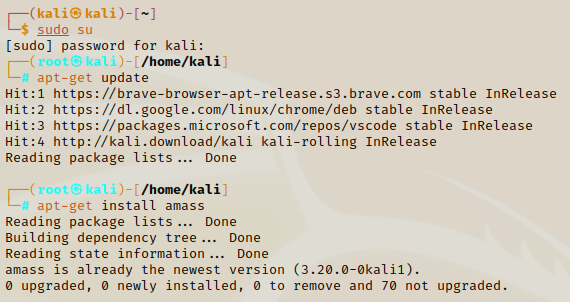 ┌──(kali㉿kali)-[~]
└─$ sudo su
[sudo] password for kali:
┌──(root㉿kali)-[/home/kali]
└─# apt-get update
Hit:1 https://brave-browser-apt-release.s3.brave.com stable InRelease
Hit:2 https://dl.google.com/linux/chrome/deb stable InRelease
Hit:3 https://packages.microsoft.com/repos/vscode stable InRelease
Hit:4 http://kali.download/kali kali-rolling InRelease
Reading package lists... Done
┌──(root㉿kali)-[/home/kali]
└─# apt-get install amass
Reading package lists... Done
Building dependency tree... Done
Reading state information... Done
amass is already the newest version (3.20.0-0kali1).
0 upgraded, 0 newly installed, 0 to remove and 70 not upgraded.